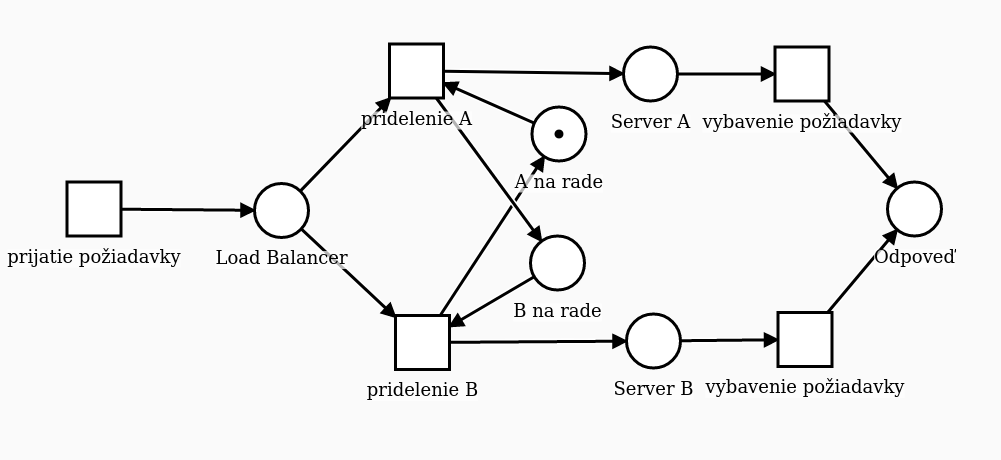 pridelenie A
Server A
vybavenie požiadavky
A na rade
prijatie požiadavky
Load Balancer
Odpoveď
B na rade
pridelenie B
Server B
vybavenie požiadavky